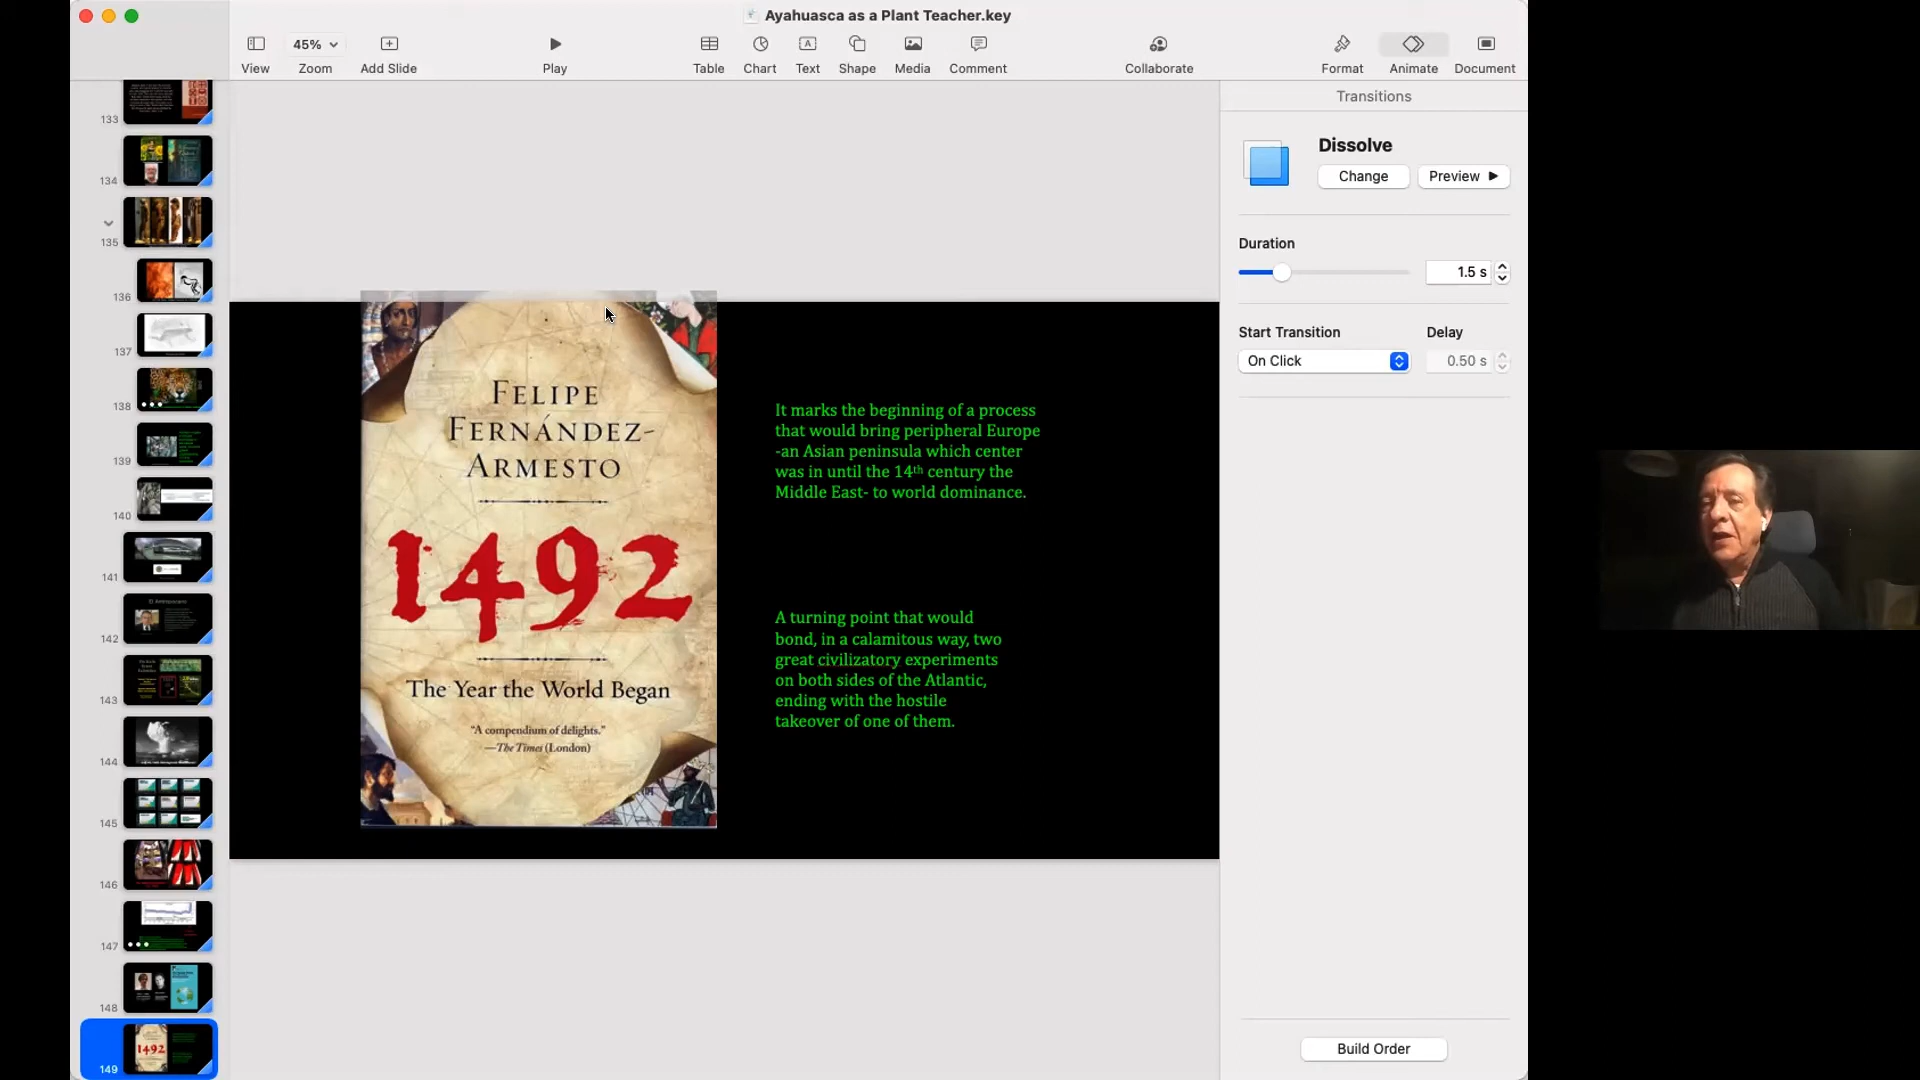 Ayahuasca as a Plant Teacher.key
45%
View
Zoom
Add Slide
Play
Table
Chart
Text
Shape
Media
Comment
Collaborate
Format
Animate
Document
Transitions
Dissolve
Change
Preview
Duration
1.5 s
Start Transition
Delay
On Click
0.50 s
Build Order
133
134
135
136
137
138
139
140
141
142
143
144
145
146
147
148
149
1492
FELIPE
FERNÁNDEZ-
ARMESTO
1492
The Year the World Began
“A compendium of delights.”
—The Times (London)
It marks the beginning of a process
that would bring peripheral Europe
-an Asian peninsula which center
was in until the 14th century the
Middle East- to world dominance.
A turning point that would
bond, in a calamitous way, two
great civilizatory experiments
on both sides of the Atlantic,
ending with the hostile
takeover of one of them.